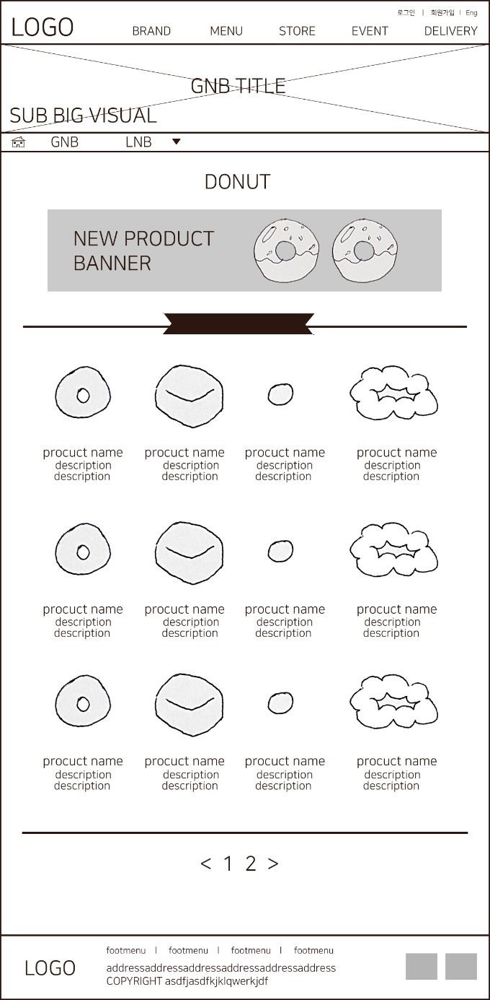 로그인 | 회원가입 | Eng
LOGO BRAND MENU STORE EVENT DELIVERY
GNB TITLE
SUB BIG VISUAL
GNB LNB
DONUT
NEW PRODUCT
BANNER
procuct name procuct name procuct name procuct name
description description description description
description description description description
procuct name procuct name procuct name procuct name
description description description description
description description description description
procuct name procuct name procuct name procuct name
description description description description
description description description description
< 1 2 >
footmenu | footmenu | footmenu | footmenu
LOGO
addressaddressaddressaddressaddressaddress
COPYRIGHT asdfjasdfkjklqwerkjdf